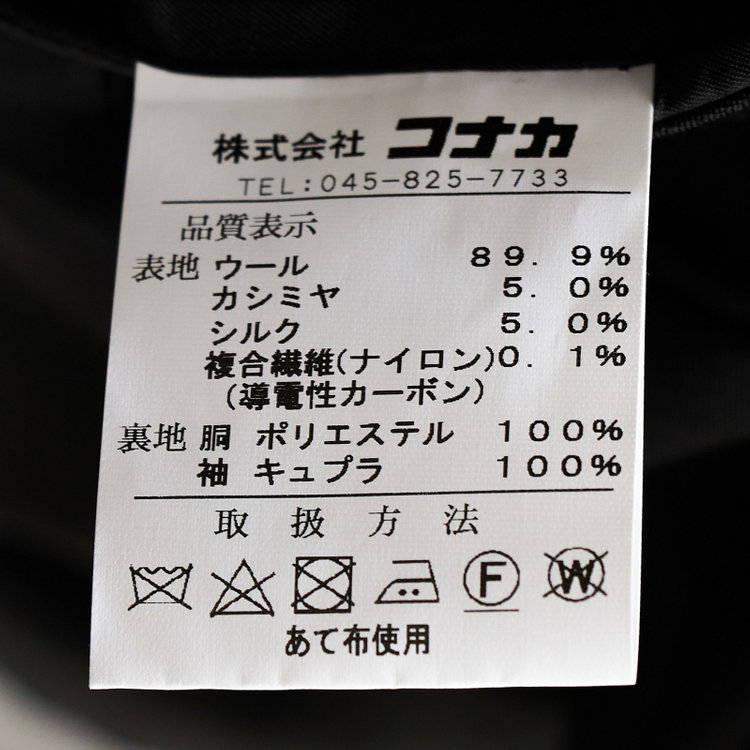 株式会社 コナカ
TEL:045-825-7733
品質表示
表地 ウール 89.9%
カシミヤ 5.0%
シルク 5.0%
複合繊維(ナイロン)0.1%
(導電性カーボン)
裏地 胴 ポリエステル 100%
袖 キュプラ 100%
取扱方法
F W
あて布使用